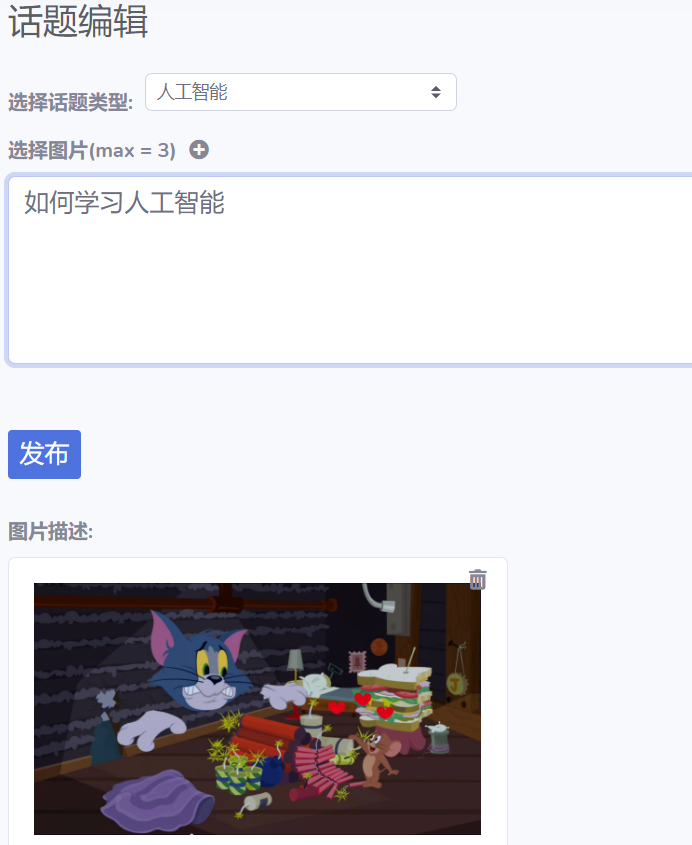 话题编辑
选择话题类型: 人工智能
选择图片(max = 3)
如何学习人工智能
发布
图片描述:
J